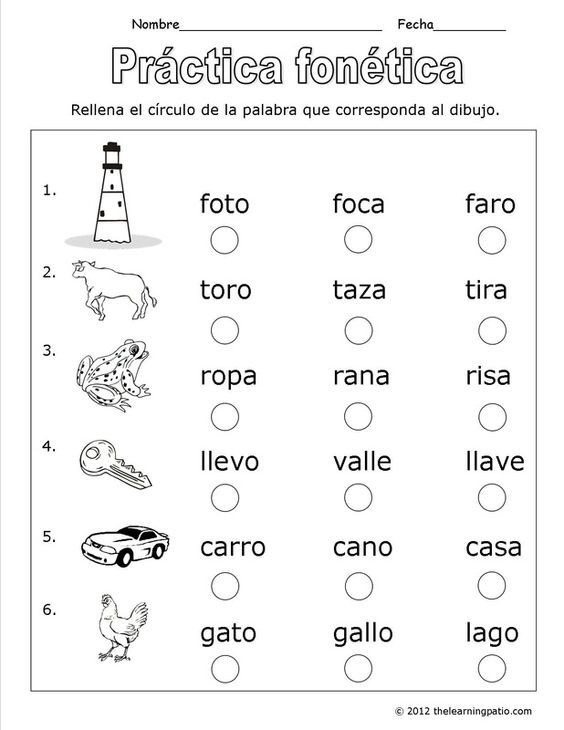 Nombre____________________________ Fecha__________
Práctica fonética
Rellena el círculo de la palabra que corresponda al dibujo.
1. foto foca faro
2. toro taza tira
3. ropa rana risa
4. llevo valle llave
5. carro cano casa
6. gato gallo lago
© 2012 thelearningpatio.com